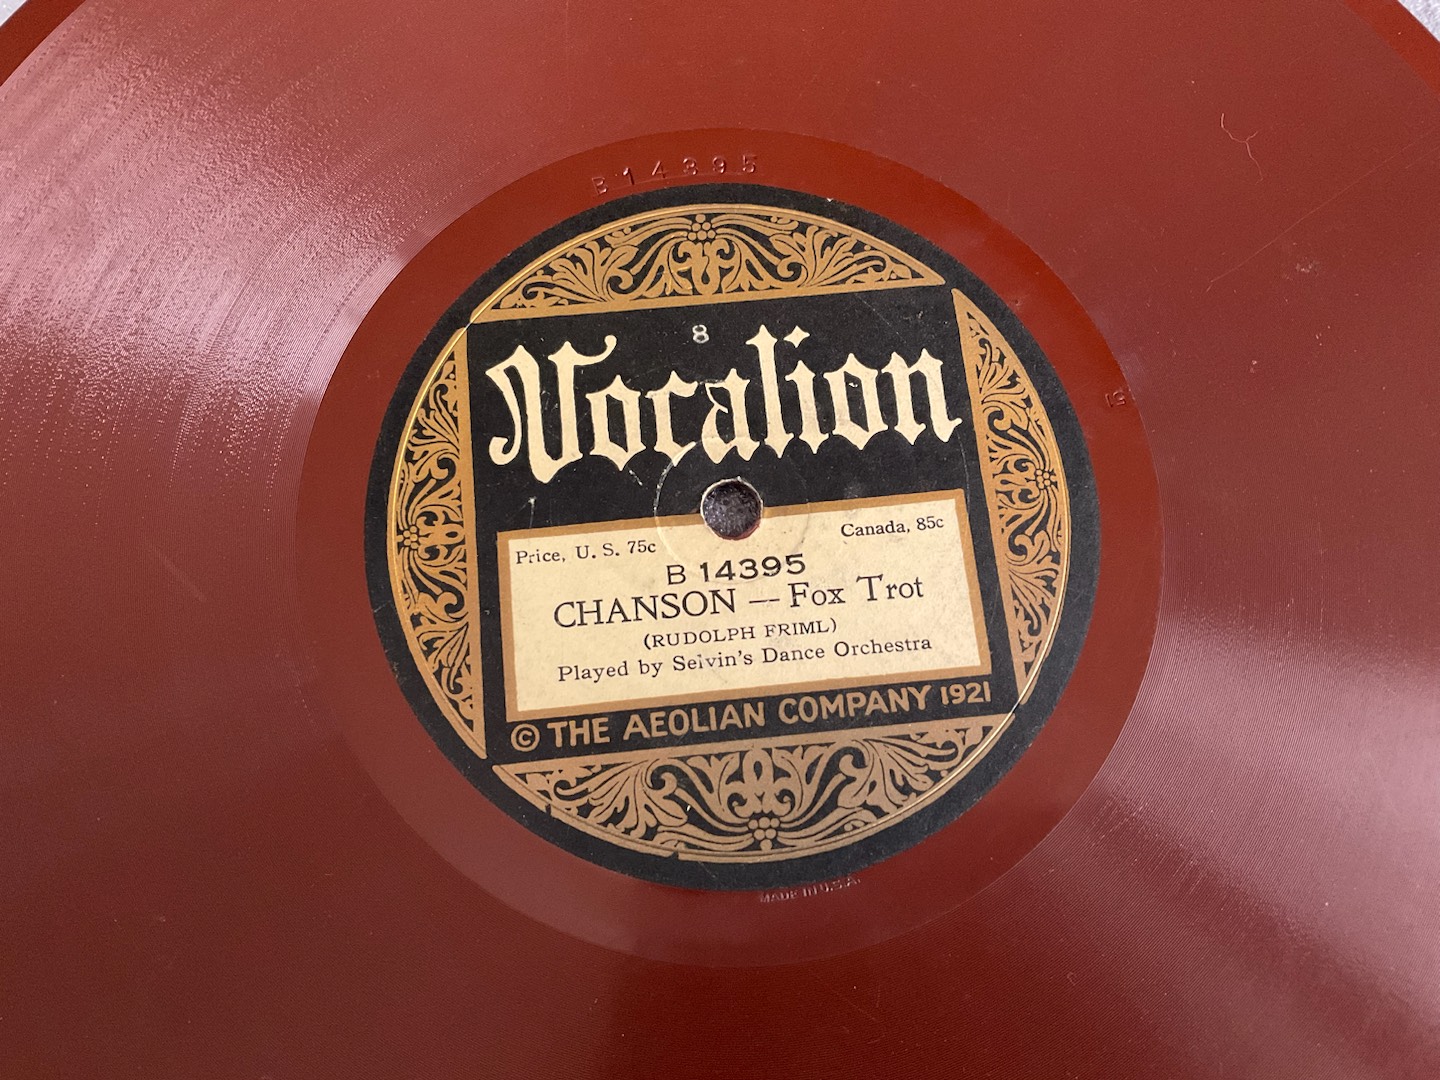 B14395
8
Vocalion
Price, U. S. 75c
Canada, 85c
B 14395
CHANSON — Fox Trot
(RUDOLPH FRIML)
Played by Selvin's Dance Orchestra
© THE AEOLIAN COMPANY 1921
MADE IN U.S.A.